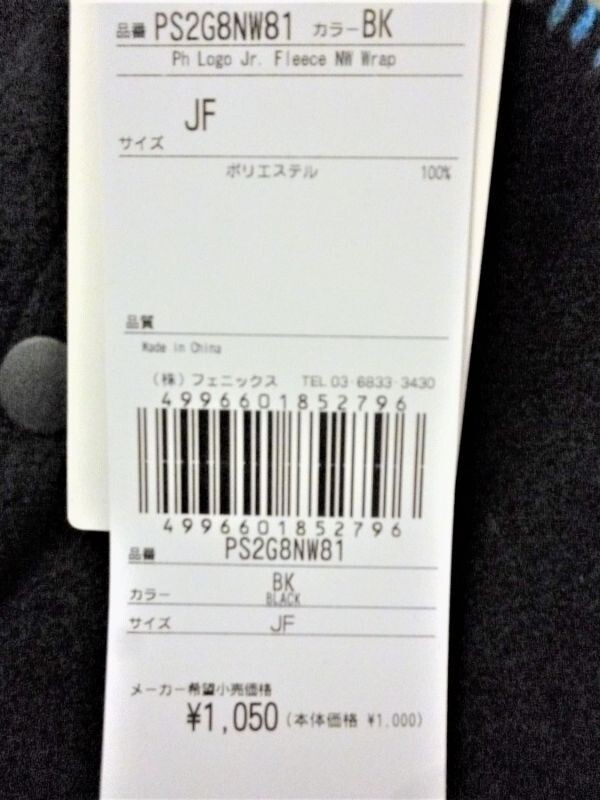 品番 PS2G8NW81 カラー BK
Ph Logo Jr. Fleece NW Wrap
JF
サイズ
ポリエステル 100%
品質
Made in China
（株）フェニックス TEL 03-6833-3430
4996601852796
4996601852796
品番 PS2G8NW81
BK
カラー BLACK
サイズ JF
メーカー希望小売価格
¥1,050 (本体価格 ¥1,000)